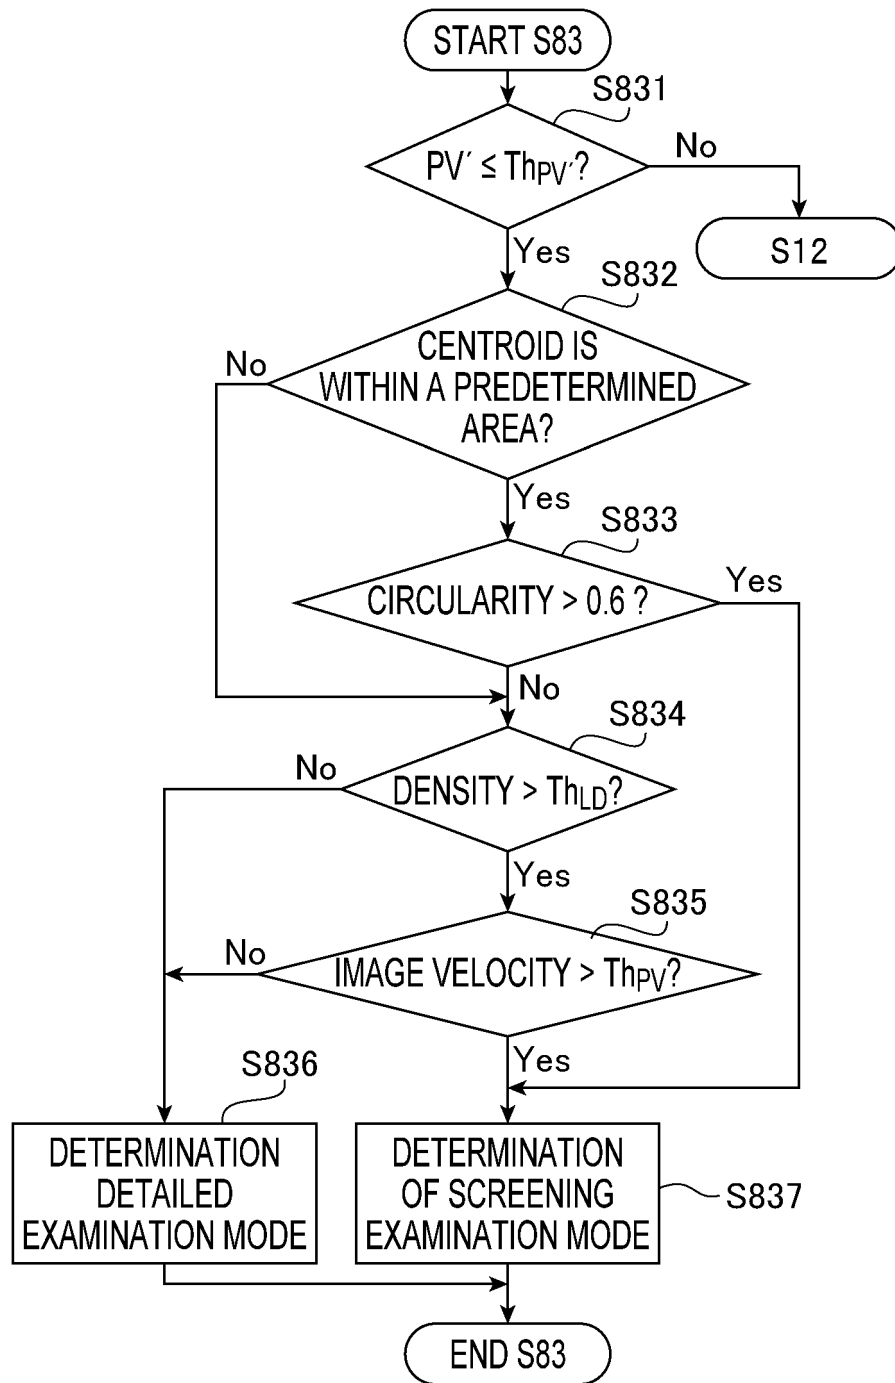 START S83
S831
PV´ ≤ ThPV´?
No
S12
Yes
S832
No
CENTROID IS
WITHIN A PREDETERMINED
AREA?
Yes
S833
Yes
CIRCULARITY > 0.6 ?
No
S834
No
DENSITY > ThLD?
Yes
S835
No
IMAGE VELOCITY > ThPV?
Yes
S836
DETERMINATION
DETAILED
EXAMINATION MODE
DETERMINATION
OF SCREENING
EXAMINATION MODE
S837
END S83